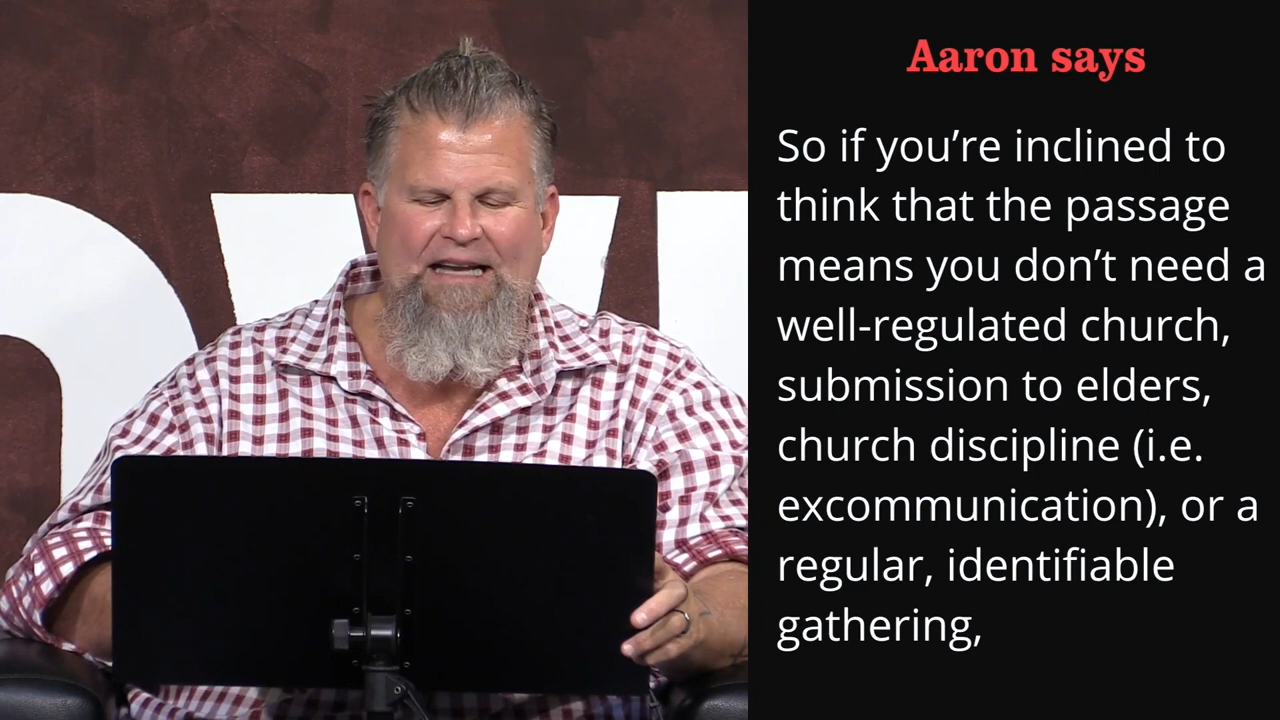 Aaron says
So if you’re inclined to
think that the passage
means you don’t need a
well-regulated church,
submission to elders,
church discipline (i.e.
excommunication), or a
regular, identifiable
gathering,